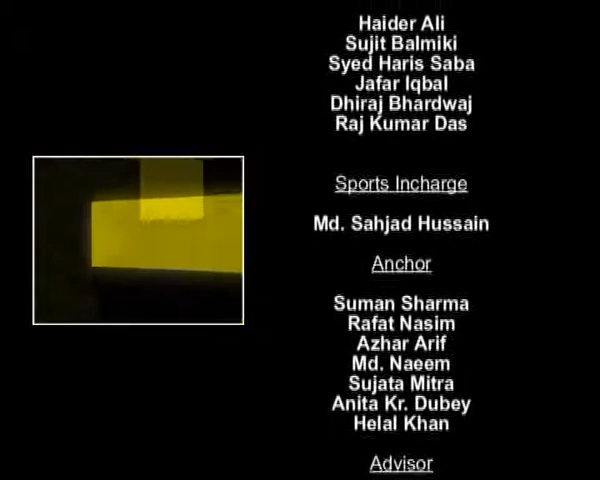 Haider Ali
Sujit Balmiki
Syed Haris Saba
Jafar Iqbal
Dhiraj Bhardwaj
Raj Kumar Das
Sports Incharge
Md. Sahjad Hussain
Anchor
Suman Sharma
Rafat Nasim
Azhar Arif
Md. Naeem
Sujata Mitra
Anita Kr. Dubey
Helal Khan
Advisor